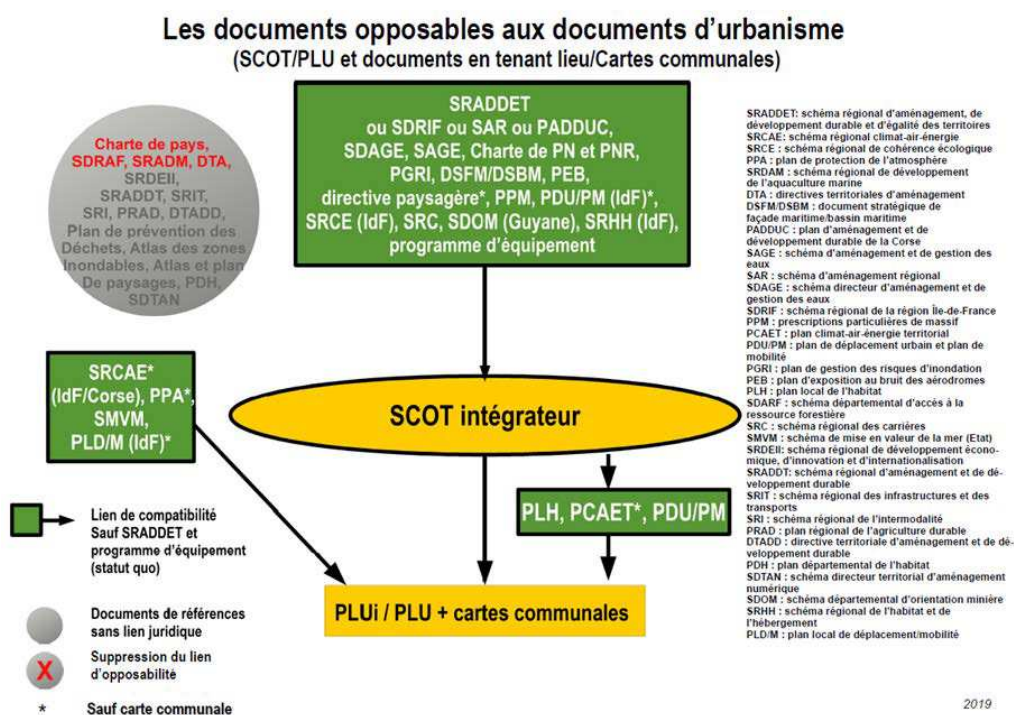 Les documents opposables aux documents d'urbanisme
(SCOT/PLU et documents en tenant lieu/Cartes communales)
Charte de pays,
SDRAF, SRADM, DTA,
SRDEII,
SRADDT, SRIT,
SRI, PRAD, DTADD,
Plan de prévention des
Déchets, Atlas des zones
Inondables, Atlas et plan
De paysages, PDH,
SDTAN
SRADDET
ou SDRIF ou SAR ou PADDUC,
SDAGE, SAGE, Charte de PN et PNR,
PGRI, DSFM/DSBM, PEB,
directive paysagère*, PPM, PDU/PM (IdF)*,
SRCE (IdF), SRC, SDOM (Guyane), SRHH (IdF),
programme d'équipement
SRCAE*
(IdF/Corse), PPA*,
SMVM,
PLD/M (IdF)*
SCOT intégrateur
PLH, PCAET*, PDU/PM
PLUi / PLU + cartes communales
Lien de compatibilité
Sauf SRADDET et
programme d'équipement
(statut quo)
Documents de références
sans lien juridique
X
Suppression du lien
d'opposabilité
* Sauf carte communale
SRADDET: schéma régional d'aménagement, de
développement durable et d'égalité des territoires
SRCAE: schéma régional climat-air-énergie
SRCE : schéma régional de cohérence écologique
PPA : plan de protection de l'atmosphère
SRDAM : schéma régional de développement
de l'aquaculture marine
DTA : directives territoriales d'aménagement
DSFM/DSBM : document stratégique de
façade maritime/bassin maritime
PADDUC : plan d'aménagement et de
développement durable de la Corse
SAGE : schéma d'aménagement et de gestion des
eaux
SAR : schéma d'aménagement régional
SDAGE : schéma directeur d'aménagement et de
gestion des eaux
SDRIF : schéma régional de la région Île-de-France
PPM : prescriptions particulières de massif
PCAET : plan climat-air-énergie territorial
PDU/PM : plan de déplacement urbain et plan de
mobilité
PGRI : plan de gestion des risques d'inondation
PEB : plan d'exposition au bruit des aérodromes
PLH : plan local de l'habitat
SDARF : schéma départemental d'accès à la
ressource forestière
SRC : schéma régional des carrières
SMVM : schéma de mise en valeur de la mer (Etat)
SRDEII: schéma régional de développement écono-
mique, d'innovation et d'internationalisation
SRADDT: schéma régional d'aménagement et de dé-
veloppement durable
SRIT : schéma régional des infrastructures et des
transports
SRI : schéma régional de l'intermodalité
PRAD : plan régional de l'agriculture durable
DTADD : directive territoriale d'aménagement et de dé-
veloppement durable
PDH : plan départemental de l'habitat
SDTAN : schéma directeur territorial d'aménagement
numérique
SDOM : schéma départemental d'orientation minière
SRHH : schéma régional de l'habitat et de
l'hébergement
PLD/M : plan local de déplacement/mobilité
2019